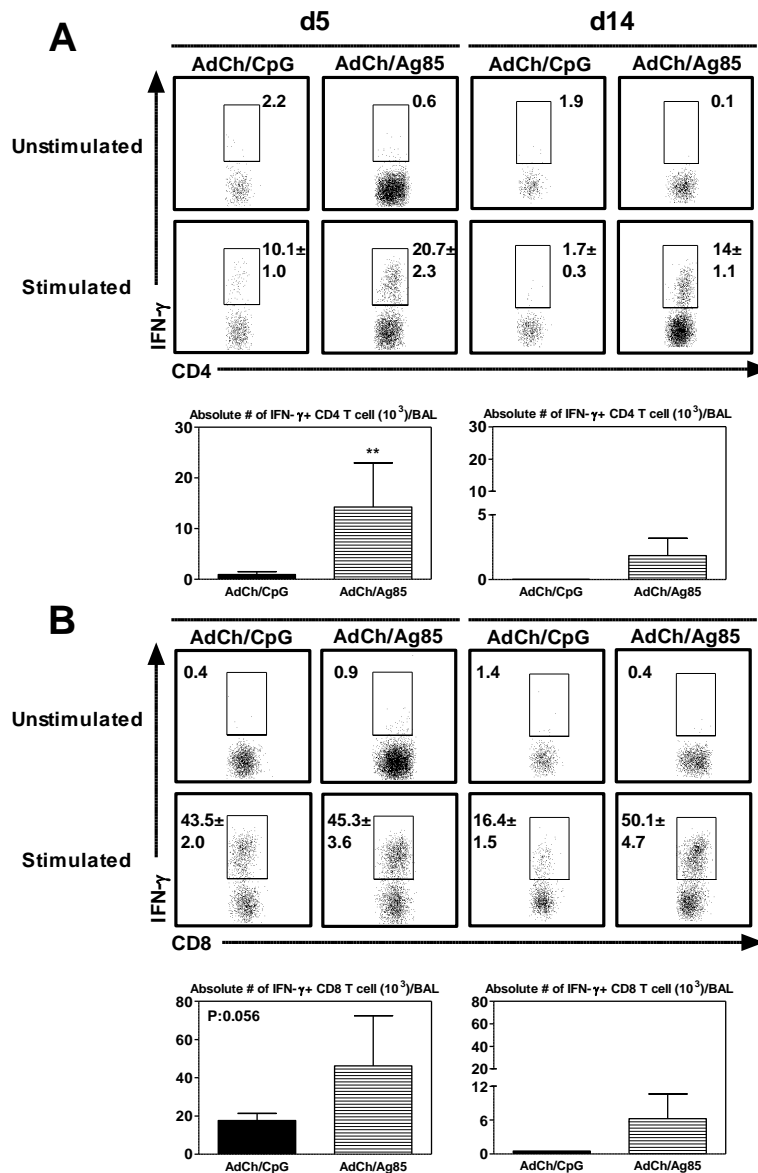 A
d5 d14
AdCh/CpG AdCh/Ag85 AdCh/CpG AdCh/Ag85
Unstimulated
2.2 0.6 1.9 0.1
Stimulated
10.1± 20.7± 1.7± 14±
1.0 2.3 0.3 1.1
IFN-γ
CD4
Absolute # of IFN-γ+ CD4 T cell (10³)/BAL Absolute # of IFN-γ+ CD4 T cell (10³)/BAL
30 30
20 20
10 10
0 5
0
**
AdCh/CpG AdCh/Ag85 AdCh/CpG AdCh/Ag85
B
AdCh/CpG AdCh/Ag85 AdCh/CpG AdCh/Ag85
Unstimulated
0.4 0.9 1.4 0.4
Stimulated
43.5± 45.3± 16.4± 50.1±
2.0 3.6 1.5 4.7
IFN-γ
CD8
Absolute # of IFN-γ+ CD8 T cell (10³)/BAL Absolute # of IFN-γ+ CD8 T cell (10³)/BAL
P:0.056
80 80
60 60
40 40
20 20
0 12
6
0
AdCh/CpG AdCh/Ag85 AdCh/CpG AdCh/Ag85